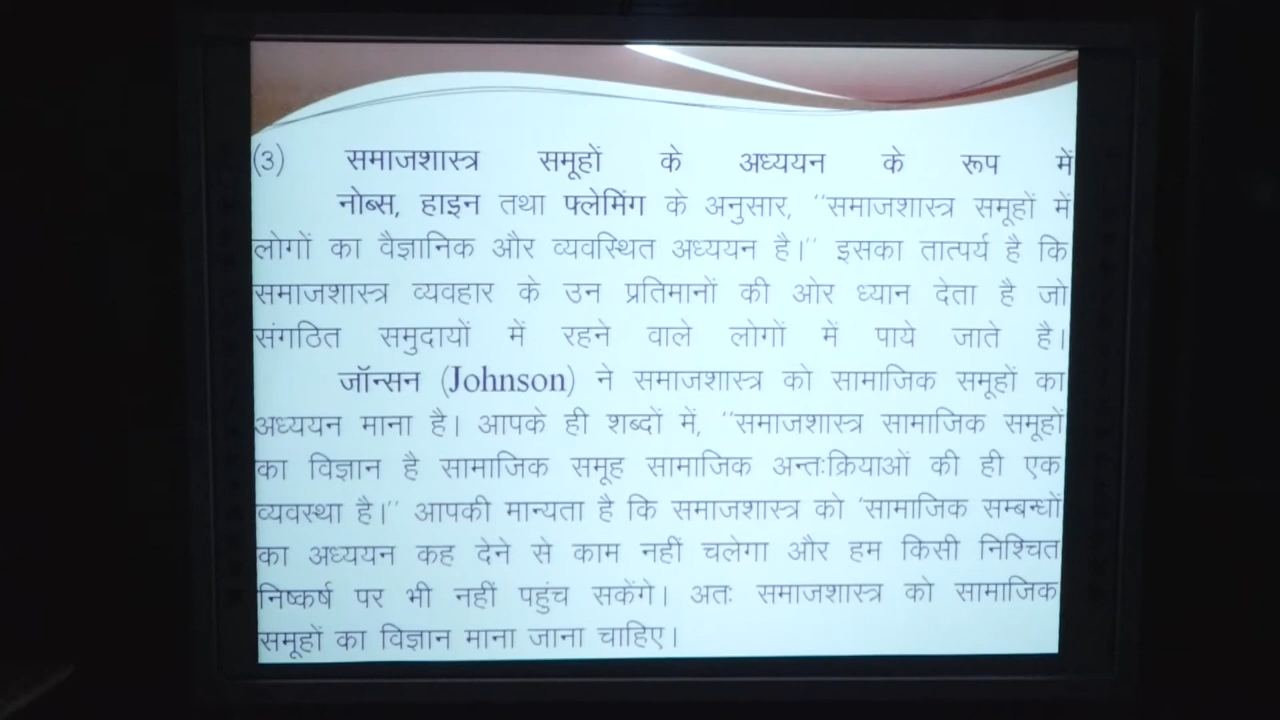 (3) समाजशास्त्र समूहों के अध्ययन के रूप में
नोब्स, हाइन तथा फ्लेमिंग के अनुसार, ‘‘समाजशास्त्र समूहों में
लोगों का वैज्ञानिक और व्यवस्थित अध्ययन है।’’ इसका तात्पर्य है कि
समाजशास्त्र व्यवहार के उन प्रतिमानों की ओर ध्यान देता है जो
संगठित समुदायों में रहने वाले लोगों में पाये जाते है।
जॉन्सन (Johnson) ने समाजशास्त्र को सामाजिक समूहों का
अध्ययन माना है। आपके ही शब्दों में, ‘‘समाजशास्त्र सामाजिक समूहों
का विज्ञान है सामाजिक समूह सामाजिक अन्तःक्रियाओं की ही एक
व्यवस्था है।’’ आपकी मान्यता है कि समाजशास्त्र को ‘सामाजिक सम्बन्धों
का अध्ययन कह देने से काम नहीं चलेगा और हम किसी निश्चित
निष्कर्ष पर भी नहीं पहुंच सकेंगे। अतः समाजशास्त्र को सामाजिक
समूहों का विज्ञान माना जाना चाहिए।